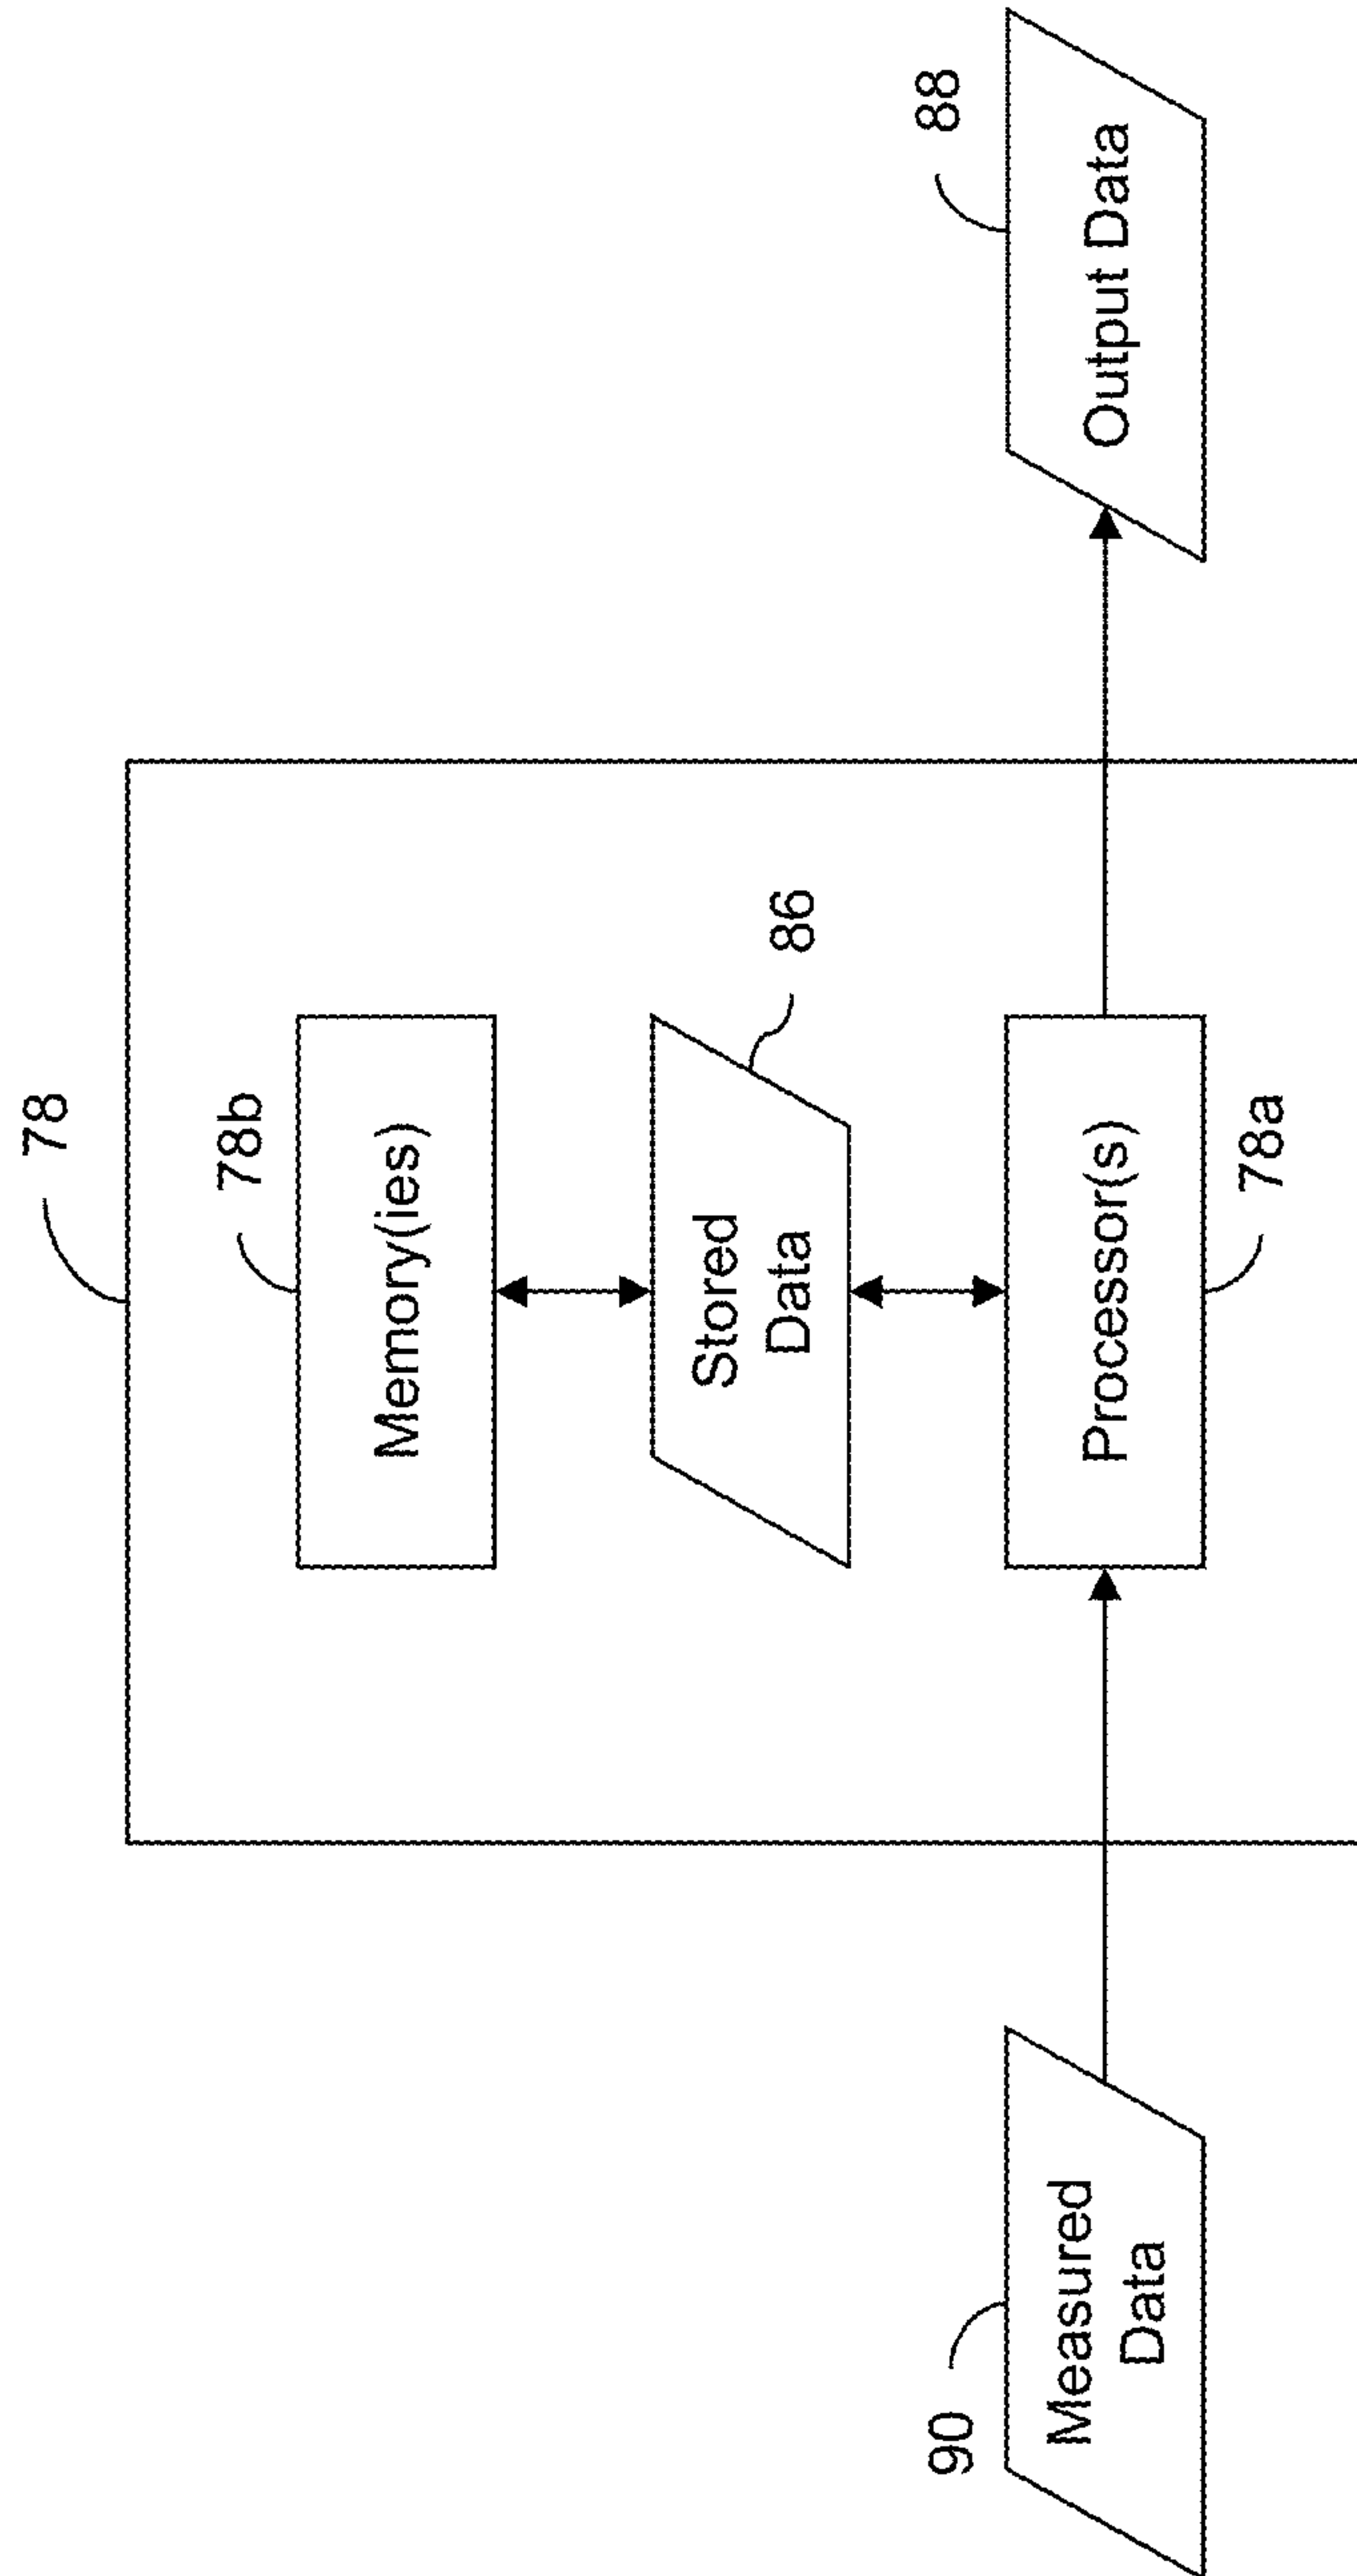 78
78b
Memory(ies)
86
Stored
Data
88
90
Measured
Data
Processor(s)
Output Data
78a